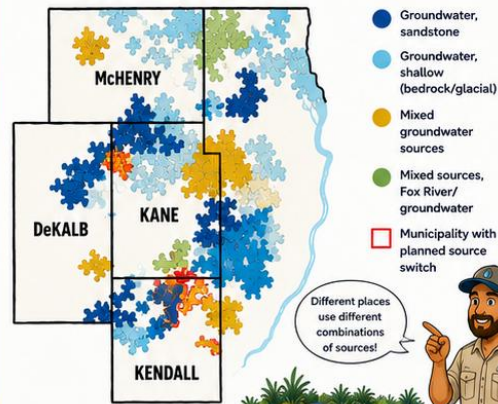 McHENRY
DeKALB
KANE
KENDALL
Groundwater,
sandstone
Groundwater,
shallow
(bedrock/glacial)
Mixed
groundwater
sources
Mixed sources,
Fox River/
groundwater
Municipality with
planned source
switch
Different places
use different
combinations
of sources!